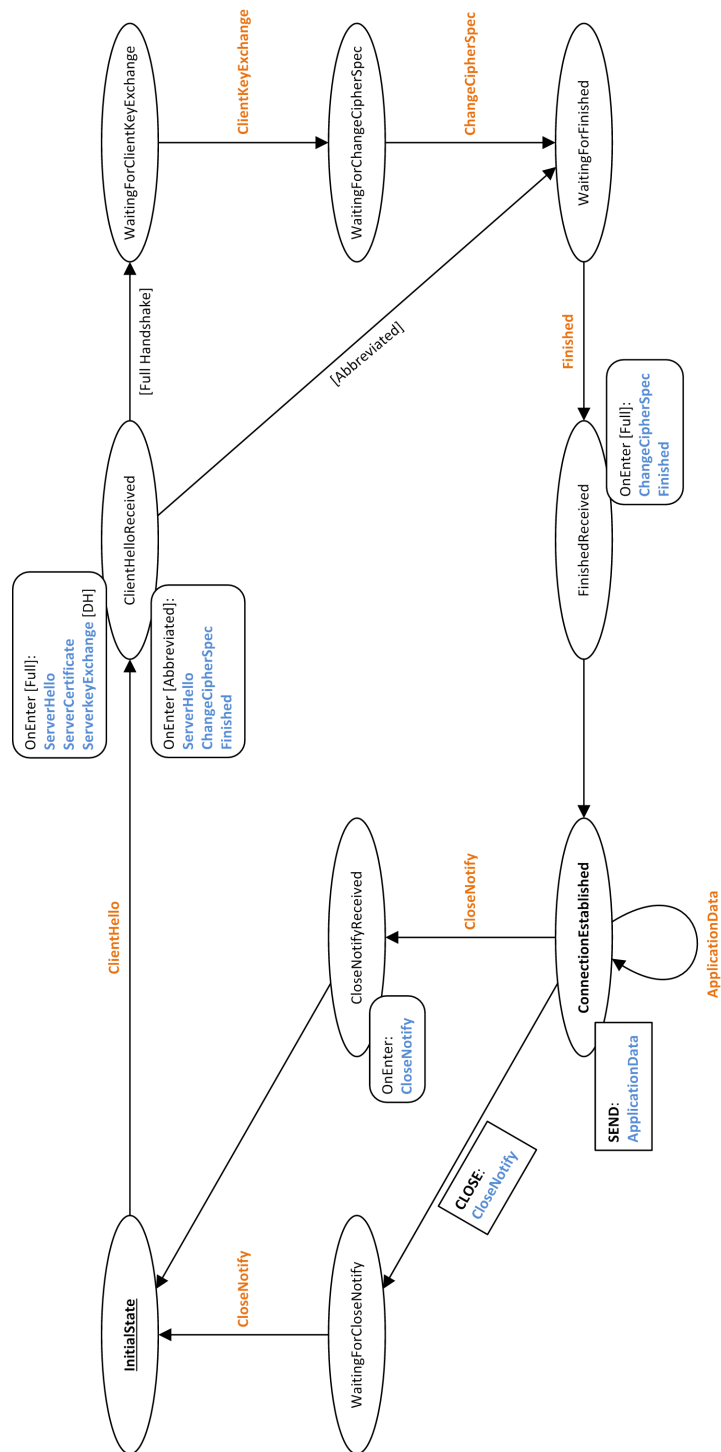 InitialState
ClientHello
OnEnter [Full]:
ServerHello
ServerCertificate
ServerkeyExchange [DH]
ClientHelloReceived
OnEnter [Abbreviated]:
ServerHello
ChangeCipherSpec
Finished
[Full Handshake]
WaitingForClientKeyExchange
ClientKeyExchange
[Abbreviated]
WaitingForChangeCipherSpec
ChangeCipherSpec
WaitingForFinished
Finished
OnEnter [Full]:
ChangeCipherSpec
Finished
FinishedReceived
ConnectionEstablished
ApplicationData
SEND:
ApplicationData
CloseNotify
CloseNotifyReceived
OnEnter:
CloseNotify
CLOSE:
CloseNotify
WaitingForCloseNotify
CloseNotify